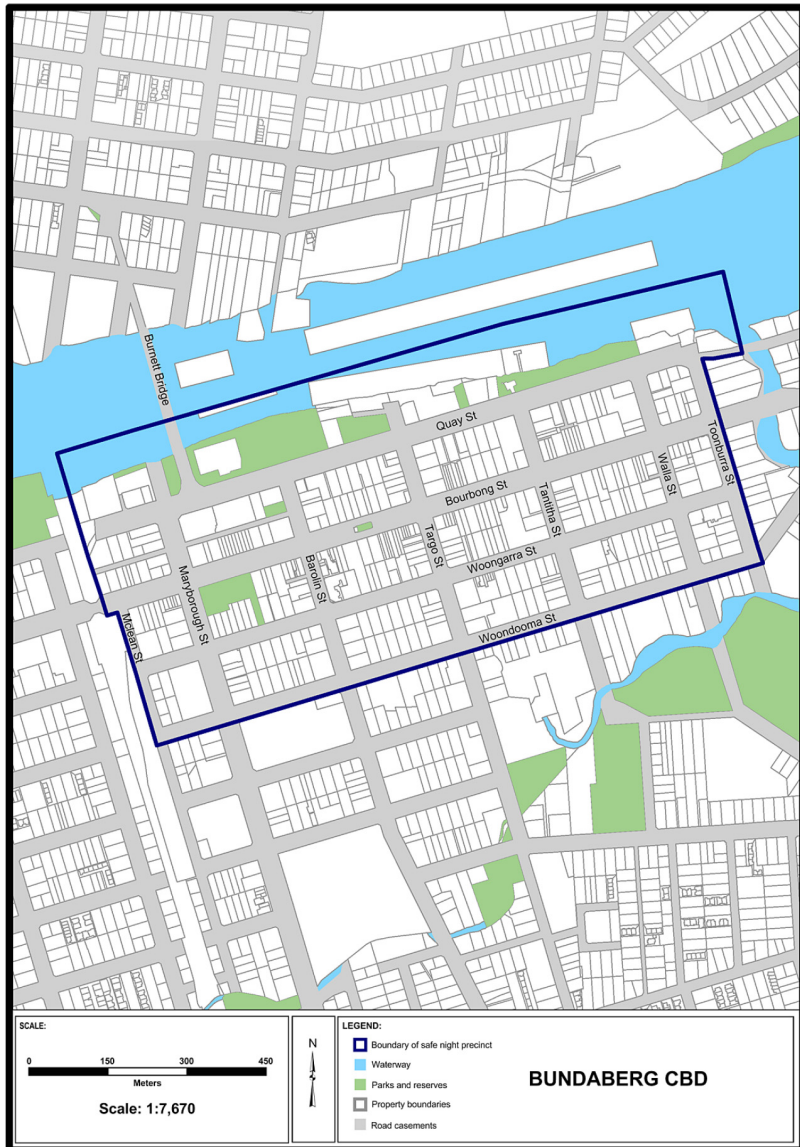 Burnett Bridge
Quay St
Bourbong St
Toonburra St
Walla St
Tantitha St
Targo St
Woongarra St
Barolin St
Maryborough St
Woondooma St
Mclean St
SCALE:
0 150 300 450
Meters
Scale: 1:7,670
N
LEGEND:
Boundary of safe night precinct
Waterway
Parks and reserves
Property boundaries
Road casements
BUNDABERG CBD